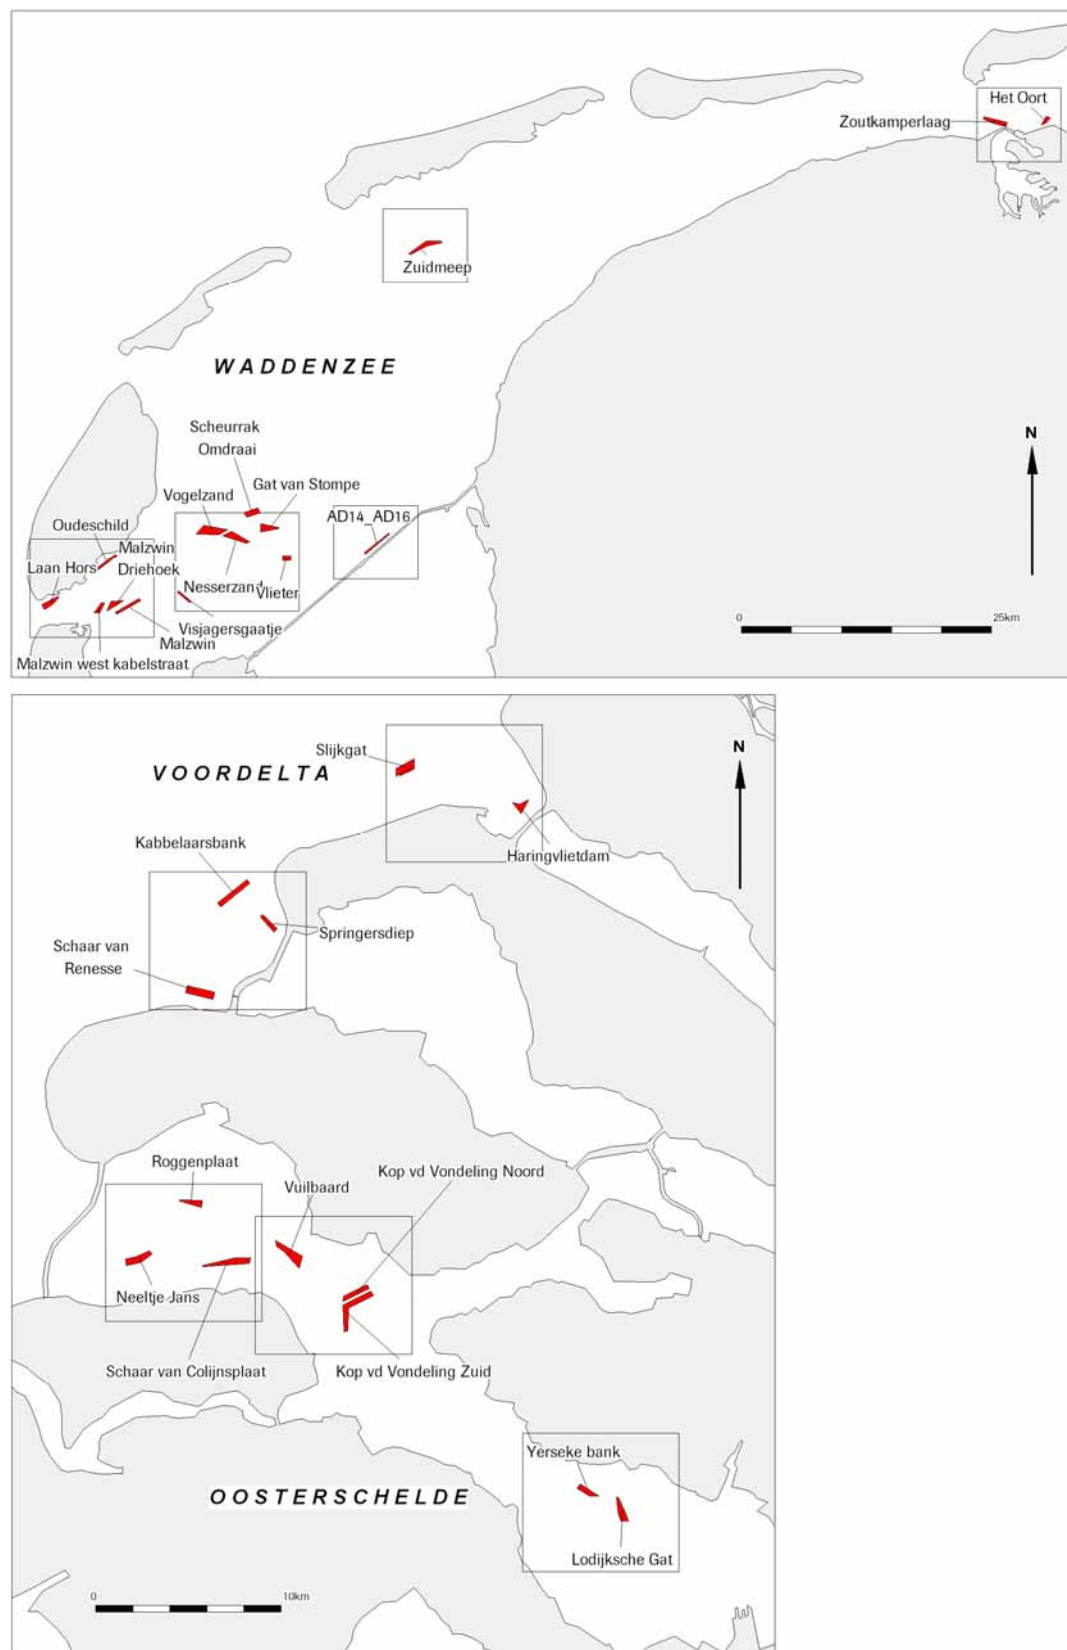 Het Oort
Zoutkamperlaag
Zuidmeep
WADDENZEE
Scheurrak
Omdraai
Gat van Stompe
Vogelzand
AD14_AD16
Oudeschild
Malzwin
Laan Hors
Driehoek
Nesserzand
Vlieter
Visjagersgaatje
Malzwin
Malzwin west kabelstraat
N
0
25km
VOORDELTA
Slijkgat
N
Kabbelaarsbank
Haringvlietdam
Springersdiep
Schaar van
Renesse
Roggenplaat
Kop vd Vondeling Noord
Vuilbaard
Neeltje Jans
Schaar van Colijnsplaat
Kop vd Vondeling Zuid
Yerseke bank
OOSTERSCHELDE
Lodijksche Gat
0
10km